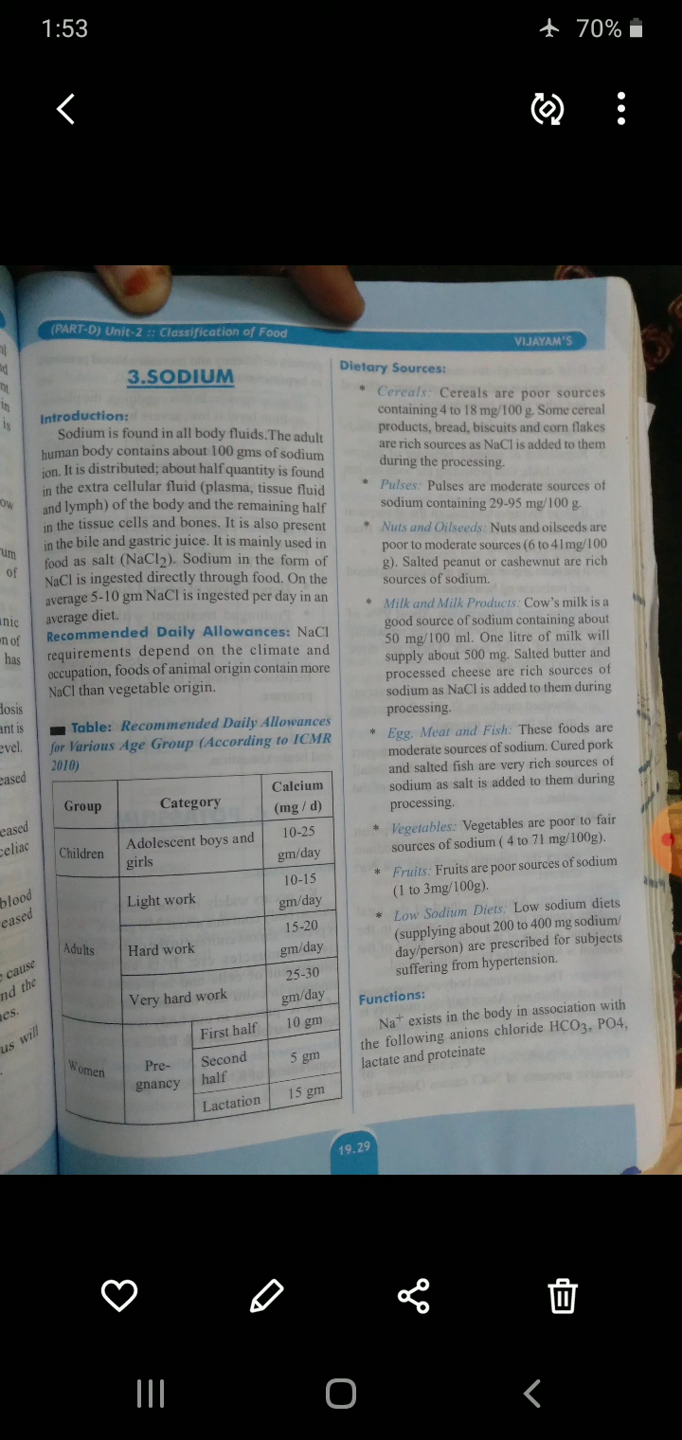 1:53
70%
(PART-D) Unit-2 :: Classification of Food
VIJAYAM'S
3.SODIUM
Introduction:
Sodium is found in all body fluids.The adult
human body contains about 100 gms of sodium
ion. It is distributed; about half quantity is found
in the extra cellular fluid (plasma, tissue fluid
and lymph) of the body and the remaining half
in the tissue cells and bones. It is also present
in the bile and gastric juice. It is mainly used in
food as salt (NaCl2). Sodium in the form of
NaCl is ingested directly through food. On the
average 5-10 gm NaCl is ingested per day in an
average diet.
Recommended Daily Allowances: NaCl
requirements depend on the climate and
occupation, foods of animal origin contain more
NaCl than vegetable origin.
Table: Recommended Daily Allowances
for Various Age Group (According to ICMR
2010)
Group Category Calcium
(mg / d)
Children Adolescent boys and
girls 10-25
gm/day
Adults Light work 10-15
gm/day
Hard work 15-20
gm/day
Very hard work 25-30
gm/day
Women Pre-
gnancy First half 10 gm
Second
half 5 gm
Lactation 15 gm
Dietary Sources:
* Cereals: Cereals are poor sources
containing 4 to 18 mg/100 g. Some cereal
products, bread, biscuits and corn flakes
are rich sources as NaCl is added to them
during the processing.
* Pulses: Pulses are moderate sources of
sodium containing 29-95 mg/100 g.
* Nuts and Oilseeds: Nuts and oilseeds are
poor to moderate sources (6 to 41mg/100
g). Salted peanut or cashewnut are rich
sources of sodium.
* Milk and Milk Products: Cow's milk is a
good source of sodium containing about
50 mg/100 ml. One litre of milk will
supply about 500 mg. Salted butter and
processed cheese are rich sources of
sodium as NaCl is added to them during
processing.
* Egg. Meat and Fish: These foods are
moderate sources of sodium. Cured pork
and salted fish are very rich sources of
sodium as salt is added to them during
processing.
* Vegetables: Vegetables are poor to fair
sources of sodium ( 4 to 71 mg/100g).
* Fruits: Fruits are poor sources of sodium
(1 to 3mg/100g).
* Low Sodium Diets: Low sodium diets
(supplying about 200 to 400 mg sodium/
day/person) are prescribed for subjects
suffering from hypertension.
Functions:
Na+ exists in the body in association with
the following anions chloride HCO3, PO4,
lactate and proteinate
19.29